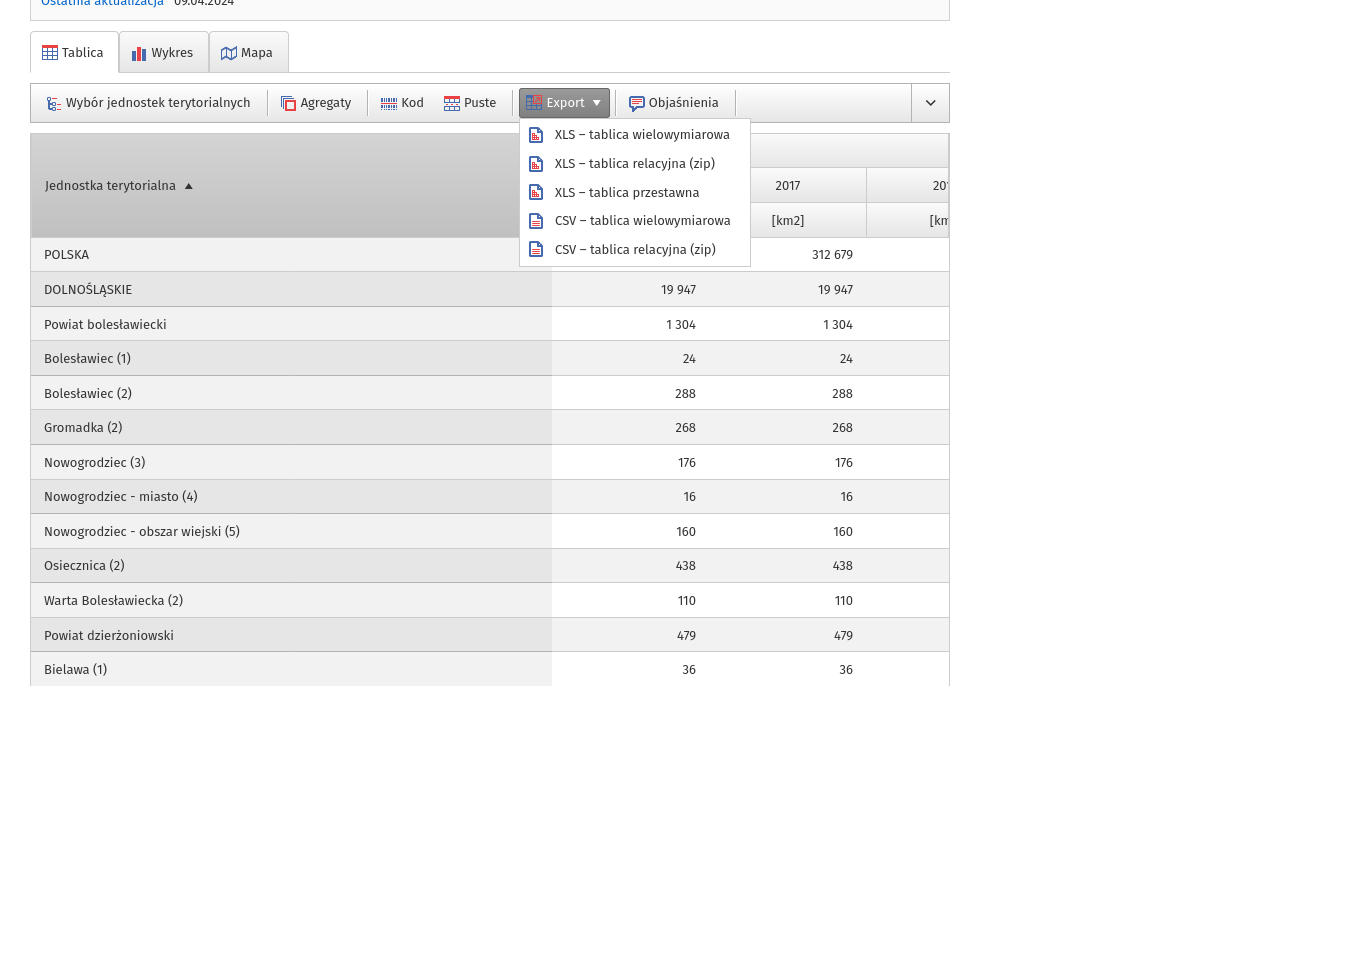 Ostatnia aktualizacja 09.04.2024
Tablica Wykres Mapa
Wybór jednostek terytorialnych Agregaty Kod Puste Export Objaśnienia
XLS – tablica wielowymiarowa
XLS – tablica relacyjna (zip)
XLS – tablica przestawna
CSV – tablica wielowymiarowa
CSV – tablica relacyjna (zip)
Jednostka terytorialna 2017
[km2]
POLSKA 312 679
DOLNOŚLĄSKIE 19 947 19 947
Powiat bolesławiecki 1 304 1 304
Bolesławiec (1) 24 24
Bolesławiec (2) 288 288
Gromadka (2) 268 268
Nowogrodziec (3) 176 176
Nowogrodziec - miasto (4) 16 16
Nowogrodziec - obszar wiejski (5) 160 160
Osiecznica (2) 438 438
Warta Bolesławiecka (2) 110 110
Powiat dzierżoniowski 479 479
Bielawa (1) 36 36